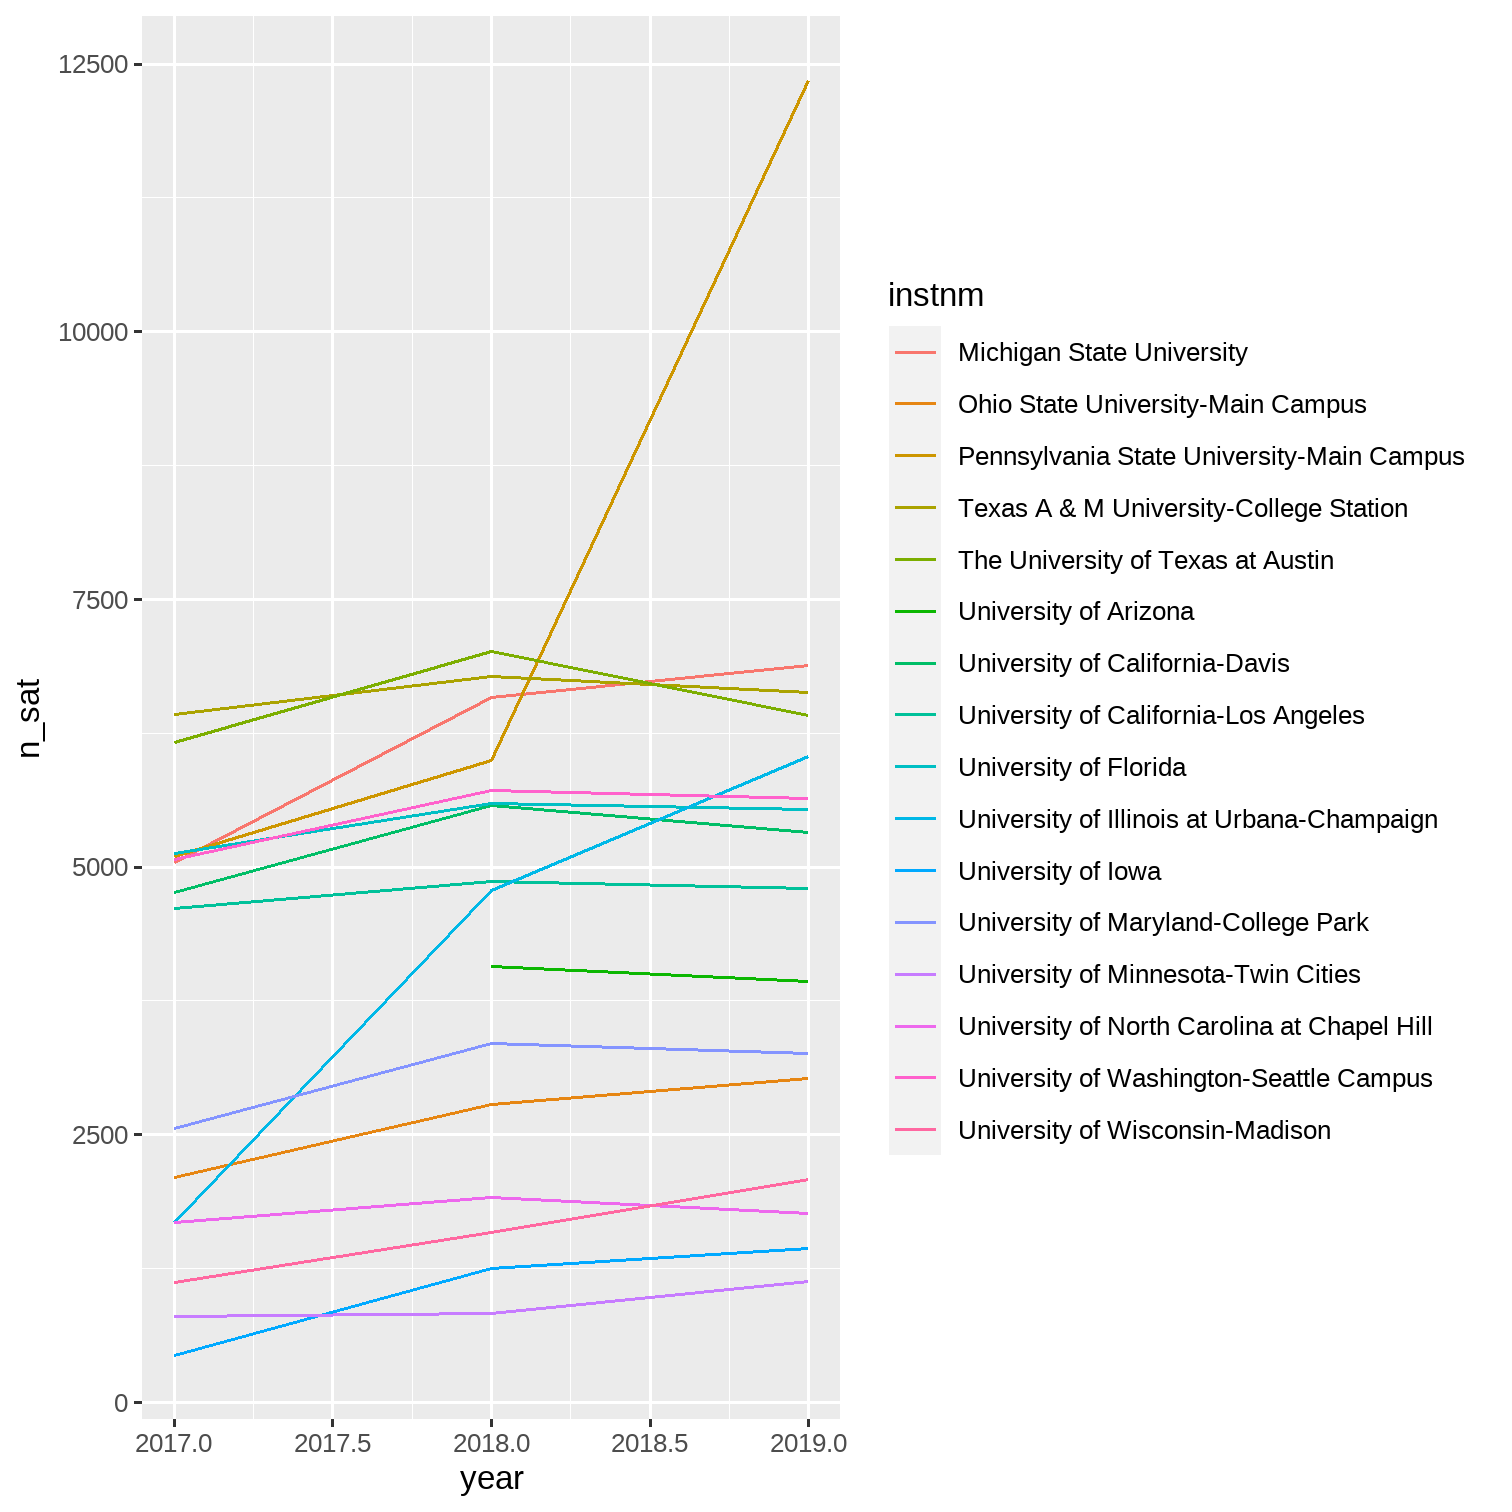 12500
10000
7500
5000
2500
0
n_sat
2017.0 2017.5 2018.0 2018.5 2019.0
year
instnm
Michigan State University
Ohio State University-Main Campus
Pennsylvania State University-Main Campus
Texas A & M University-College Station
The University of Texas at Austin
University of Arizona
University of California-Davis
University of California-Los Angeles
University of Florida
University of Illinois at Urbana-Champaign
University of Iowa
University of Maryland-College Park
University of Minnesota-Twin Cities
University of North Carolina at Chapel Hill
University of Washington-Seattle Campus
University of Wisconsin-Madison